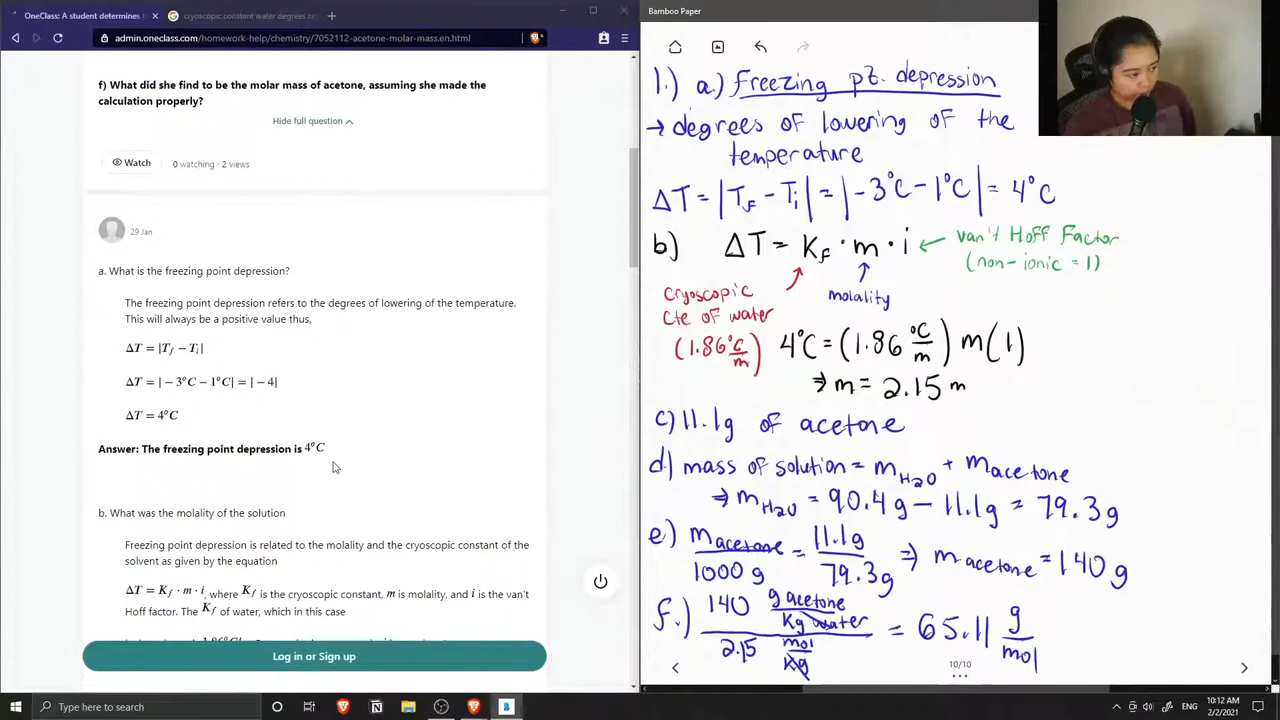 OneClass: A student determines t
cryoscopic constant water degrees ce
admin.oneclass.com/homework-help/chemistry/7052112-acetone-molar-mass.en.html
f) What did she find to be the molar mass of acetone, assuming she made the
calculation properly?
Hide full question
Watch
0 watching · 2 views
29 Jan
a. What is the freezing point depression?
The freezing point depression refers to the degrees of lowering of the temperature.
This will always be a positive value thus,
ΔT = |T_f − T_i|
ΔT = | − 3°C − 1°C| = | − 4|
ΔT = 4°C
Answer: The freezing point depression is 4°C
b. What was the molality of the solution
Freezing point depression is related to the molality and the cryoscopic constant of the
solvent as given by the equation
ΔT = K_f · m · i, where K_f is the cryoscopic constant, m is molality, and i is the van't
Hoff factor. The K_f of water, which in this case
Log in or Sign up
Bamboo Paper
1.) a.) Freezing pt. depression
→ degrees of lowering of the
temperature
ΔT = |T_f − T_i| = |−3°C − 1°C| = 4°C
b) ΔT = K_f · m · i ← van't Hoff Factor
(non-ionic = 1)
Cryoscopic
Cte of water
(1.86 °C/m)
molality
4°C = (1.86 °C/m) m (1)
⇒ m = 2.15 m
c) 11.1g of acetone
d.) mass of solution = m_H2O + m_acetone
⇒ m_H2O = 90.4 g − 11.1g = 79.3 g
e.) m_acetone/1000 g = 11.1g/79.3 g ⇒ m acetone = 140 g
f.) 140 g acetone/Kg water / 2.15 mol/Kg = 65.11 g/mol
10/10
Type here to search
10:12 AM
2/2/2021